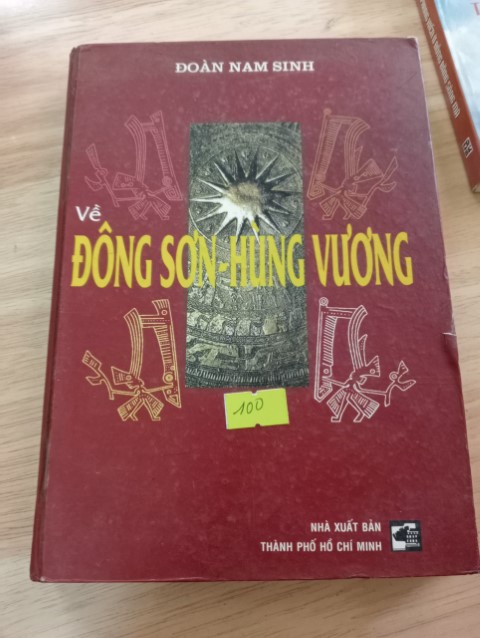 ĐOÀN NAM SINH
Về
ĐÔNG SƠN-HÙNG VƯƠNG
100
NHÀ XUẤT BẢN
THÀNH PHỐ HỒ CHÍ MINH